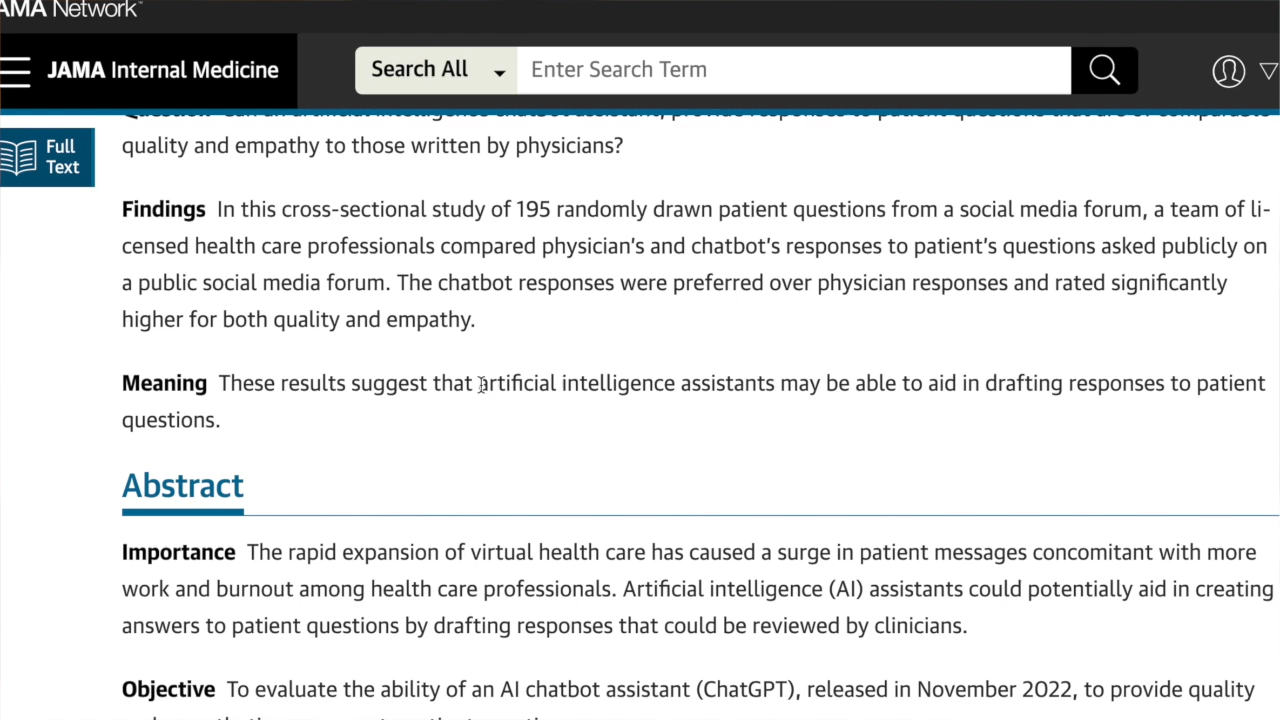 AMA Network
JAMA Internal Medicine
Search All
Enter Search Term
Full
Text
quality and empathy to those written by physicians?
Findings In this cross-sectional study of 195 randomly drawn patient questions from a social media forum, a team of li-
censed health care professionals compared physician's and chatbot's responses to patient's questions asked publicly on
a public social media forum. The chatbot responses were preferred over physician responses and rated significantly
higher for both quality and empathy.
Meaning These results suggest that artificial intelligence assistants may be able to aid in drafting responses to patient
questions.
Abstract
Importance The rapid expansion of virtual health care has caused a surge in patient messages concomitant with more
work and burnout among health care professionals. Artificial intelligence (AI) assistants could potentially aid in creating
answers to patient questions by drafting responses that could be reviewed by clinicians.
Objective To evaluate the ability of an AI chatbot assistant (ChatGPT), released in November 2022, to provide quality